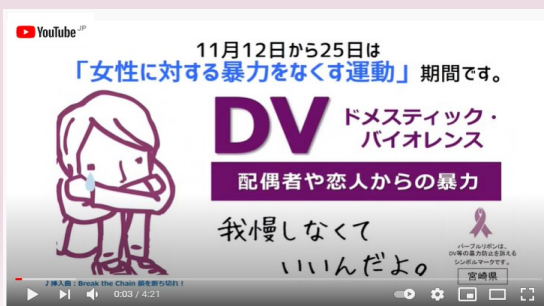 YouTube JP
11月12日から25日は
「女性に対する暴力をなくす運動」期間です。
DV
ドメスティック・
バイオレンス
配偶者や恋人からの暴力
我慢しなくて
いいんだよ。
パープルリボンは、
DV等の暴力防止を訴える
シンボルマークです。
宮崎県
♪挿入曲:Break the Chain 鎖を断ち切れ!
0:03 / 4:21